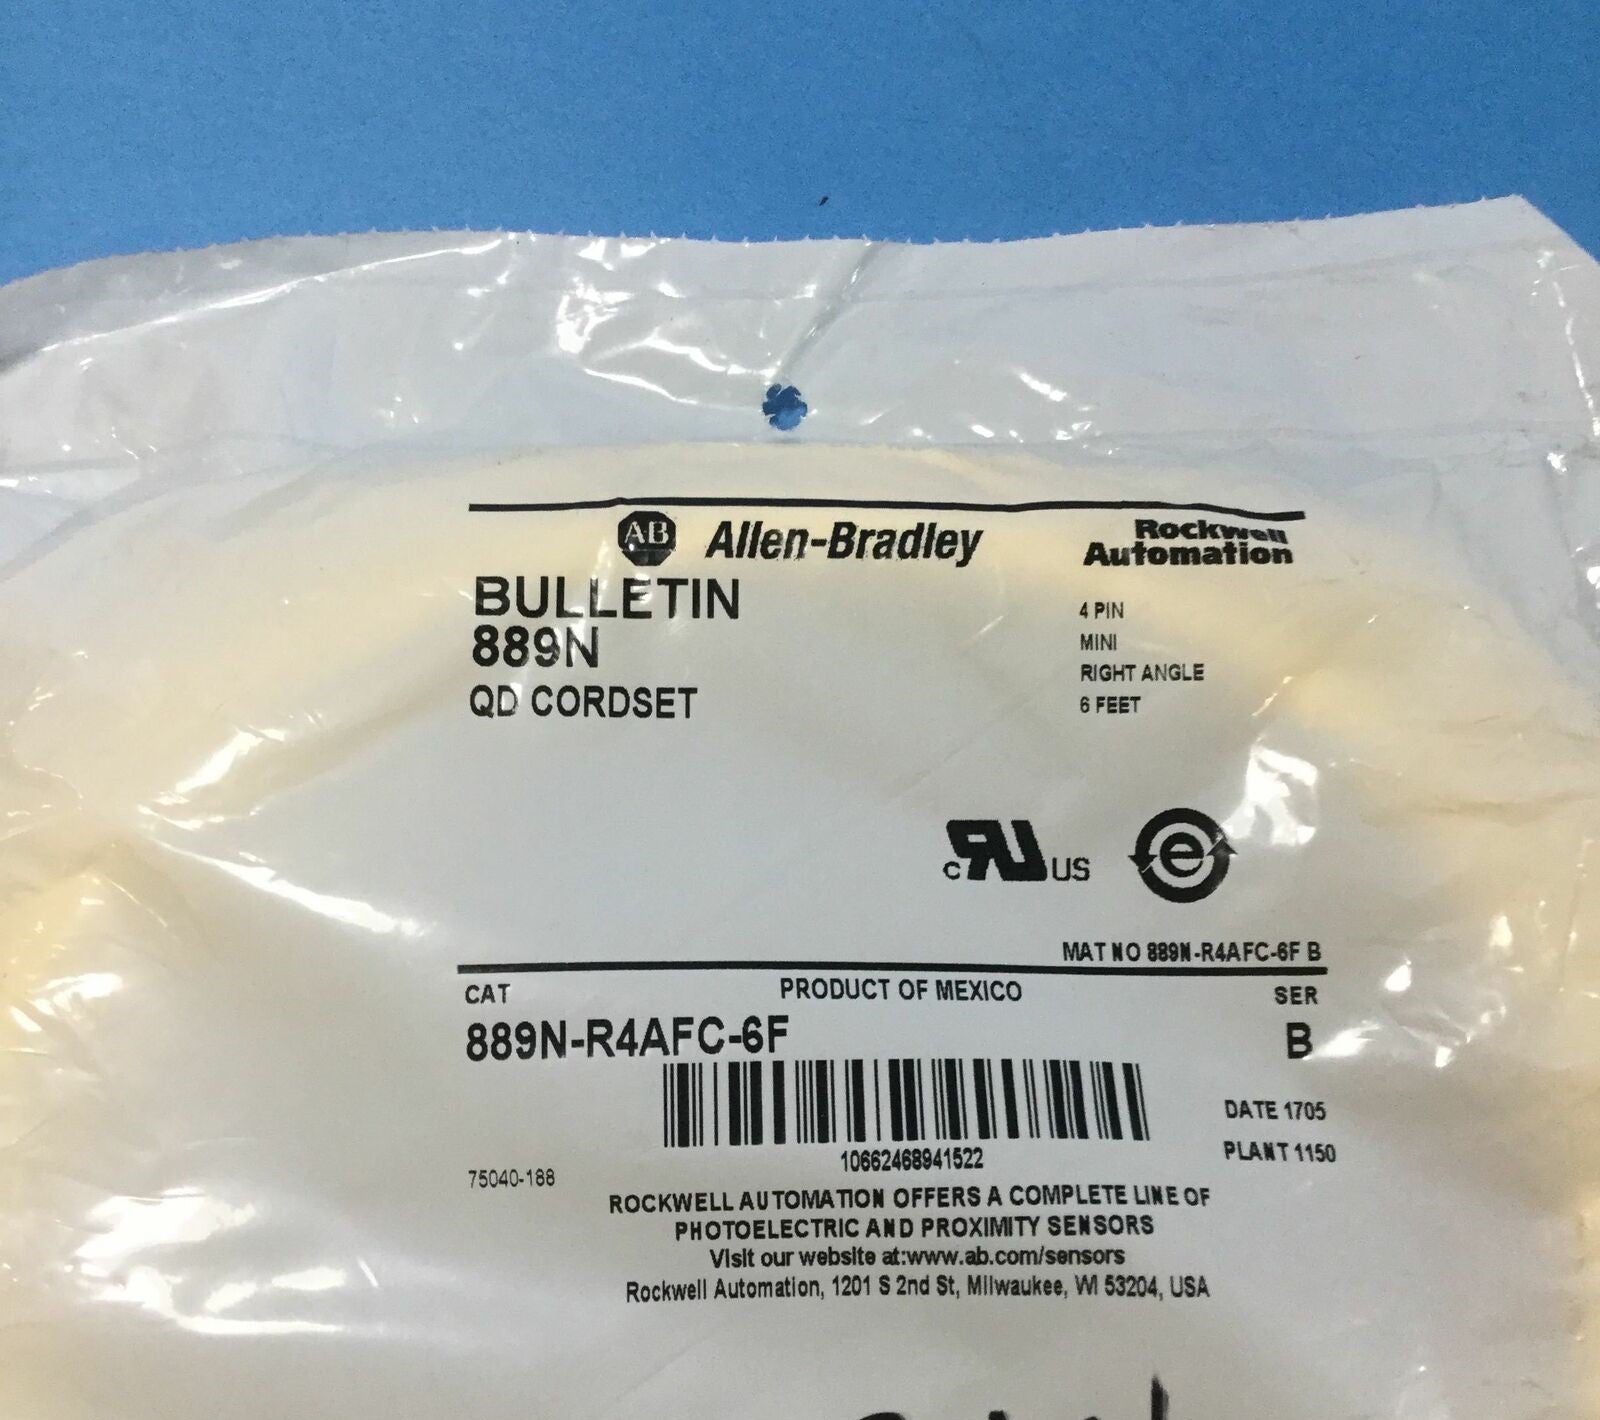 AB Allen-Bradley Rockwell Automation
BULLETIN
889N
QD CORDSET
4 PIN
MINI
RIGHT ANGLE
6 FEET
c RU US e
MAT NO 889N-R4AFC-6F B
CAT PRODUCT OF MEXICO SER
889N-R4AFC-6F B
10662468941522
DATE 1705
PLANT 1150
75040-188
ROCKWELL AUTOMATION OFFERS A COMPLETE LINE OF
PHOTOELECTRIC AND PROXIMITY SENSORS
Visit our website at:www.ab.com/sensors
Rockwell Automation, 1201 S 2nd St, Milwaukee, WI 53204, USA